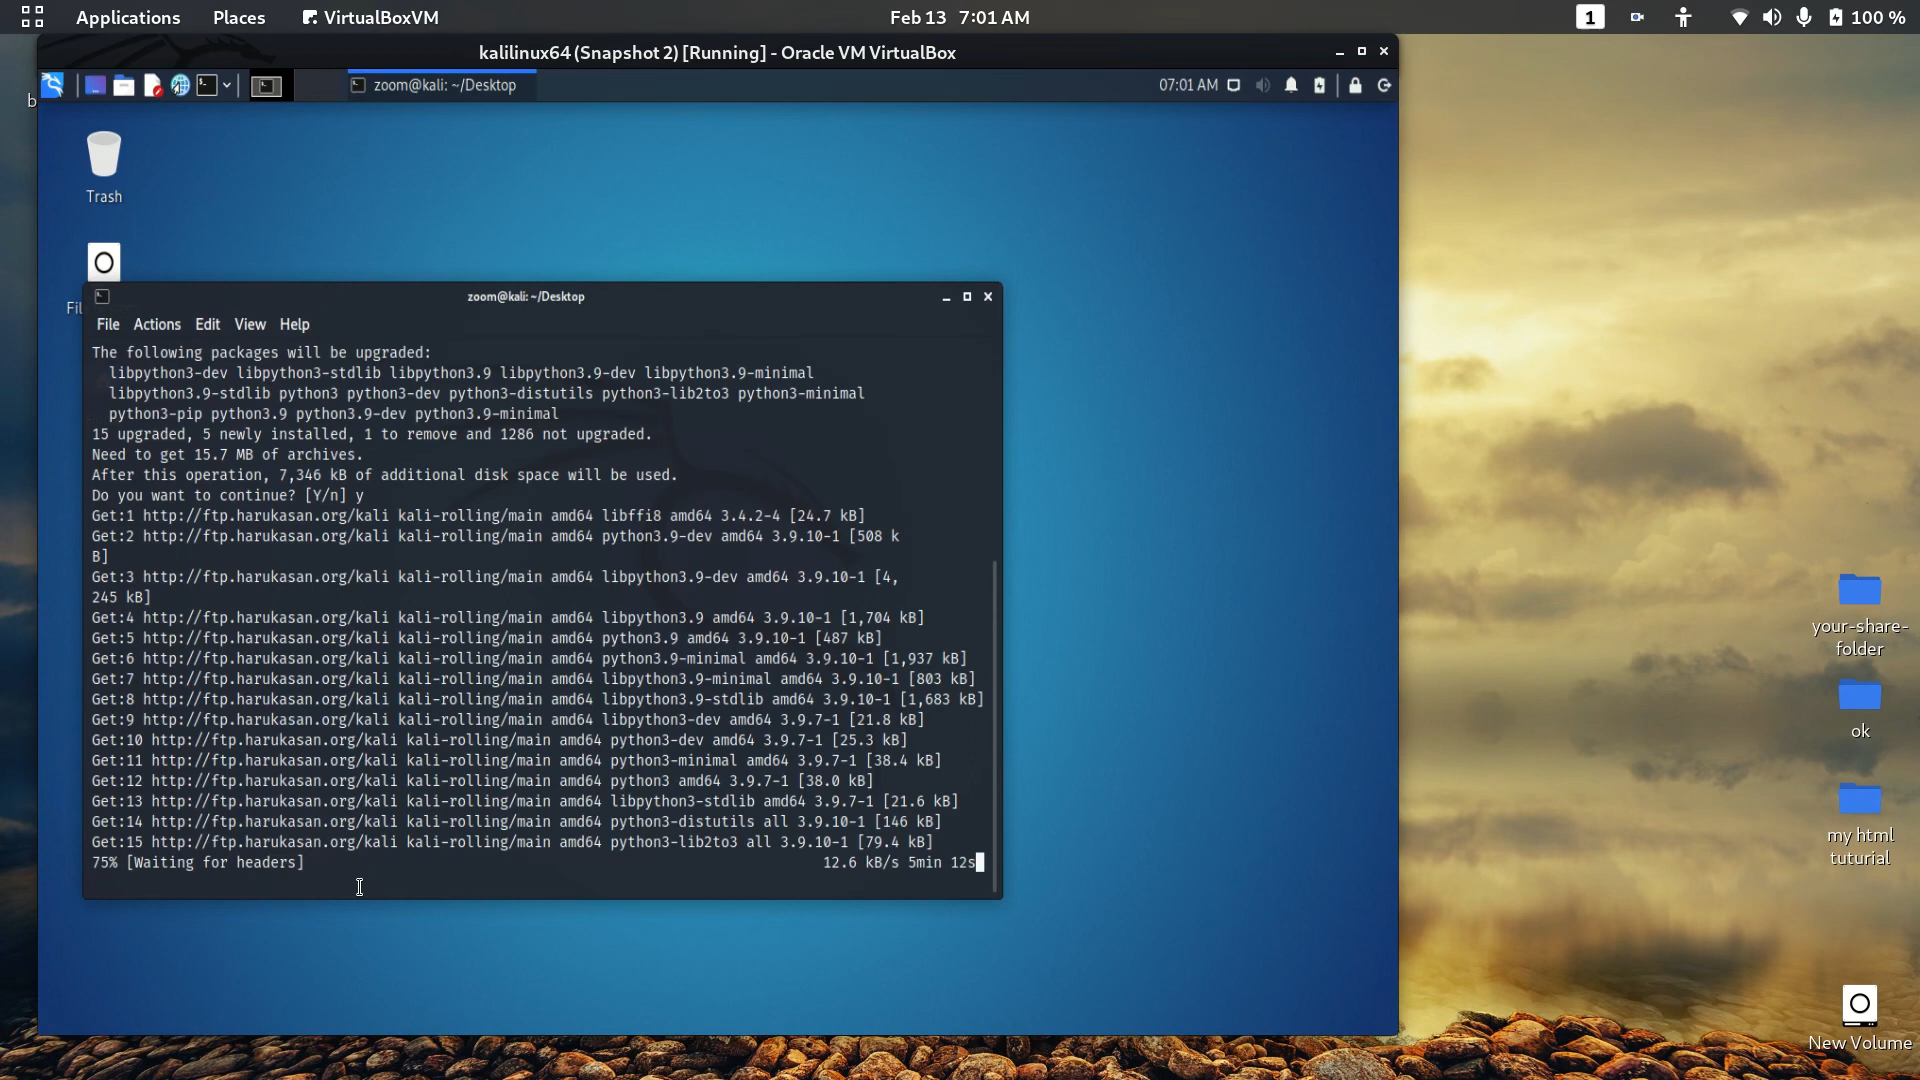 Applications Places VirtualBoxVM Feb 13 7:01 AM 1 100 %
kalilinux64 (Snapshot 2) [Running] - Oracle VM VirtualBox
zoom@kali: ~/Desktop 07:01 AM
b
Trash
Fil
zoom@kali: ~/Desktop
File Actions Edit View Help
The following packages will be upgraded:
libpython3-dev libpython3-stdlib libpython3.9 libpython3.9-dev libpython3.9-minimal
libpython3.9-stdlib python3 python3-dev python3-distutils python3-lib2to3 python3-minimal
python3-pip python3.9 python3.9-dev python3.9-minimal
15 upgraded, 5 newly installed, 1 to remove and 1286 not upgraded.
Need to get 15.7 MB of archives.
After this operation, 7,346 kB of additional disk space will be used.
Do you want to continue? [Y/n] y
Get:1 http://ftp.harukasan.org/kali kali-rolling/main amd64 libffi8 amd64 3.4.2-4 [24.7 kB]
Get:2 http://ftp.harukasan.org/kali kali-rolling/main amd64 python3.9-dev amd64 3.9.10-1 [508 k
B]
Get:3 http://ftp.harukasan.org/kali kali-rolling/main amd64 libpython3.9-dev amd64 3.9.10-1 [4,
245 kB]
Get:4 http://ftp.harukasan.org/kali kali-rolling/main amd64 libpython3.9 amd64 3.9.10-1 [1,704 kB]
Get:5 http://ftp.harukasan.org/kali kali-rolling/main amd64 python3.9 amd64 3.9.10-1 [487 kB]
Get:6 http://ftp.harukasan.org/kali kali-rolling/main amd64 python3.9-minimal amd64 3.9.10-1 [1,937 kB]
Get:7 http://ftp.harukasan.org/kali kali-rolling/main amd64 libpython3.9-minimal amd64 3.9.10-1 [803 kB]
Get:8 http://ftp.harukasan.org/kali kali-rolling/main amd64 libpython3.9-stdlib amd64 3.9.10-1 [1,683 kB]
Get:9 http://ftp.harukasan.org/kali kali-rolling/main amd64 libpython3-dev amd64 3.9.7-1 [21.8 kB]
Get:10 http://ftp.harukasan.org/kali kali-rolling/main amd64 python3-dev amd64 3.9.7-1 [25.3 kB]
Get:11 http://ftp.harukasan.org/kali kali-rolling/main amd64 python3-minimal amd64 3.9.7-1 [38.4 kB]
Get:12 http://ftp.harukasan.org/kali kali-rolling/main amd64 python3 amd64 3.9.7-1 [38.0 kB]
Get:13 http://ftp.harukasan.org/kali kali-rolling/main amd64 libpython3-stdlib amd64 3.9.7-1 [21.6 kB]
Get:14 http://ftp.harukasan.org/kali kali-rolling/main amd64 python3-distutils all 3.9.10-1 [146 kB]
Get:15 http://ftp.harukasan.org/kali kali-rolling/main amd64 python3-lib2to3 all 3.9.10-1 [79.4 kB]
75% [Waiting for headers] 12.6 kB/s 5min 12s
your-share-
folder
ok
my html
tuturial
New Volume